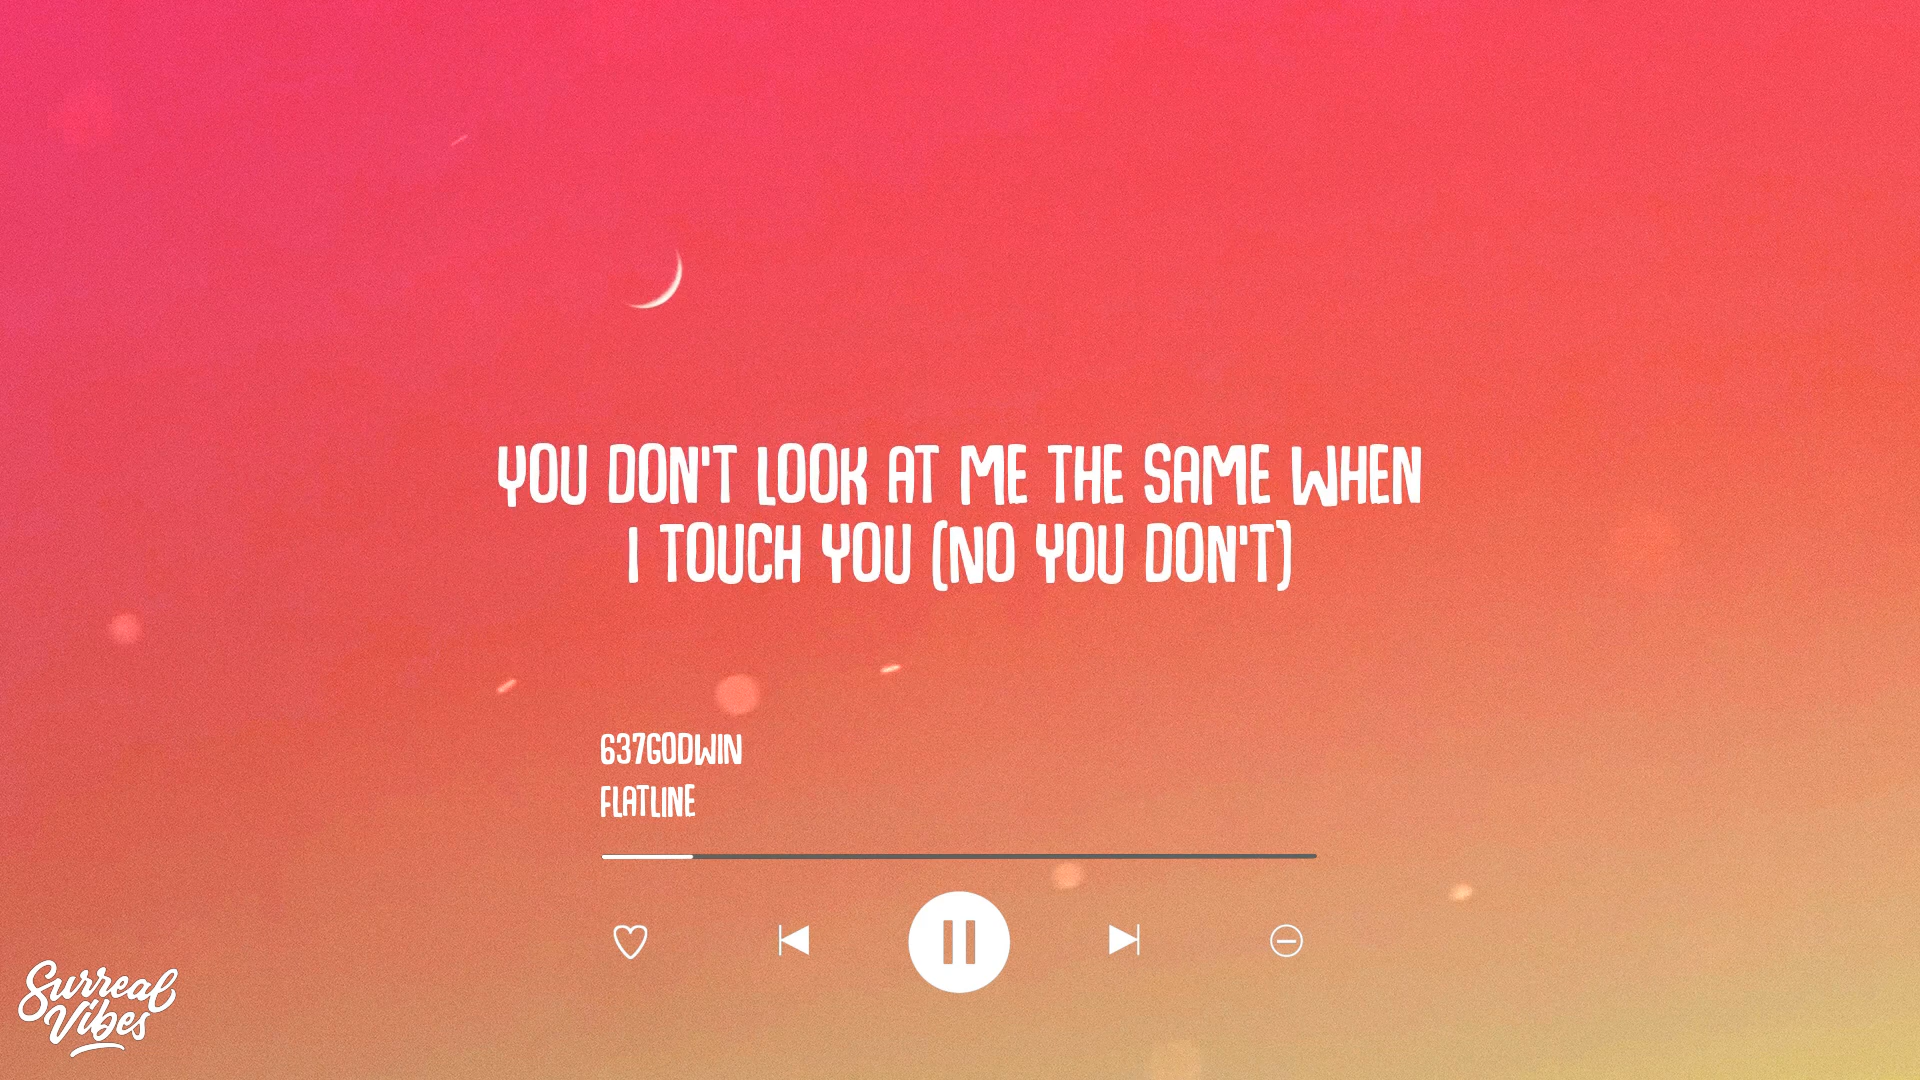 YOU DON'T LOOK AT ME THE SAME WHEN
I TOUCH YOU (NO YOU DON'T)
637GODWIN
FLATLINE
Surreal
Vibes